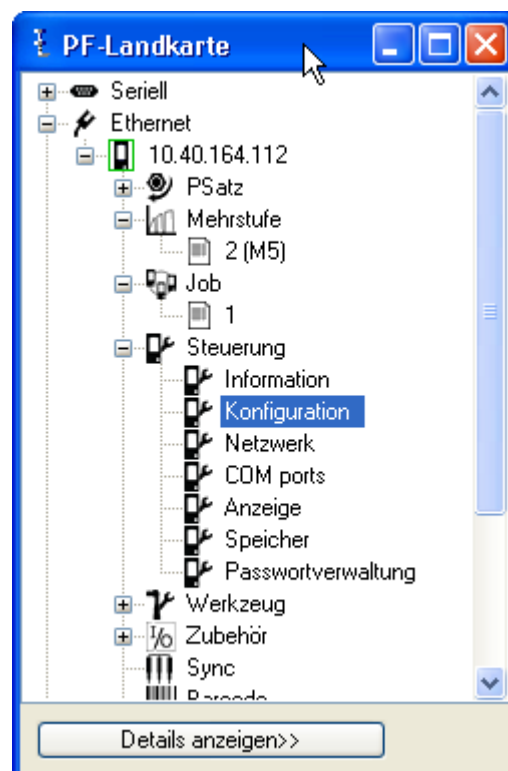 PF-Landkarte
Seriell
Ethernet
10.40.164.112
PSatz
Mehrstufe
2 (M5)
Job
1
Steuerung
Information
Konfiguration
Netzwerk
COM ports
Anzeige
Speicher
Passwortverwaltung
Werkzeug
I/O Zubehör
Sync
Barcode
Details anzeigen>>